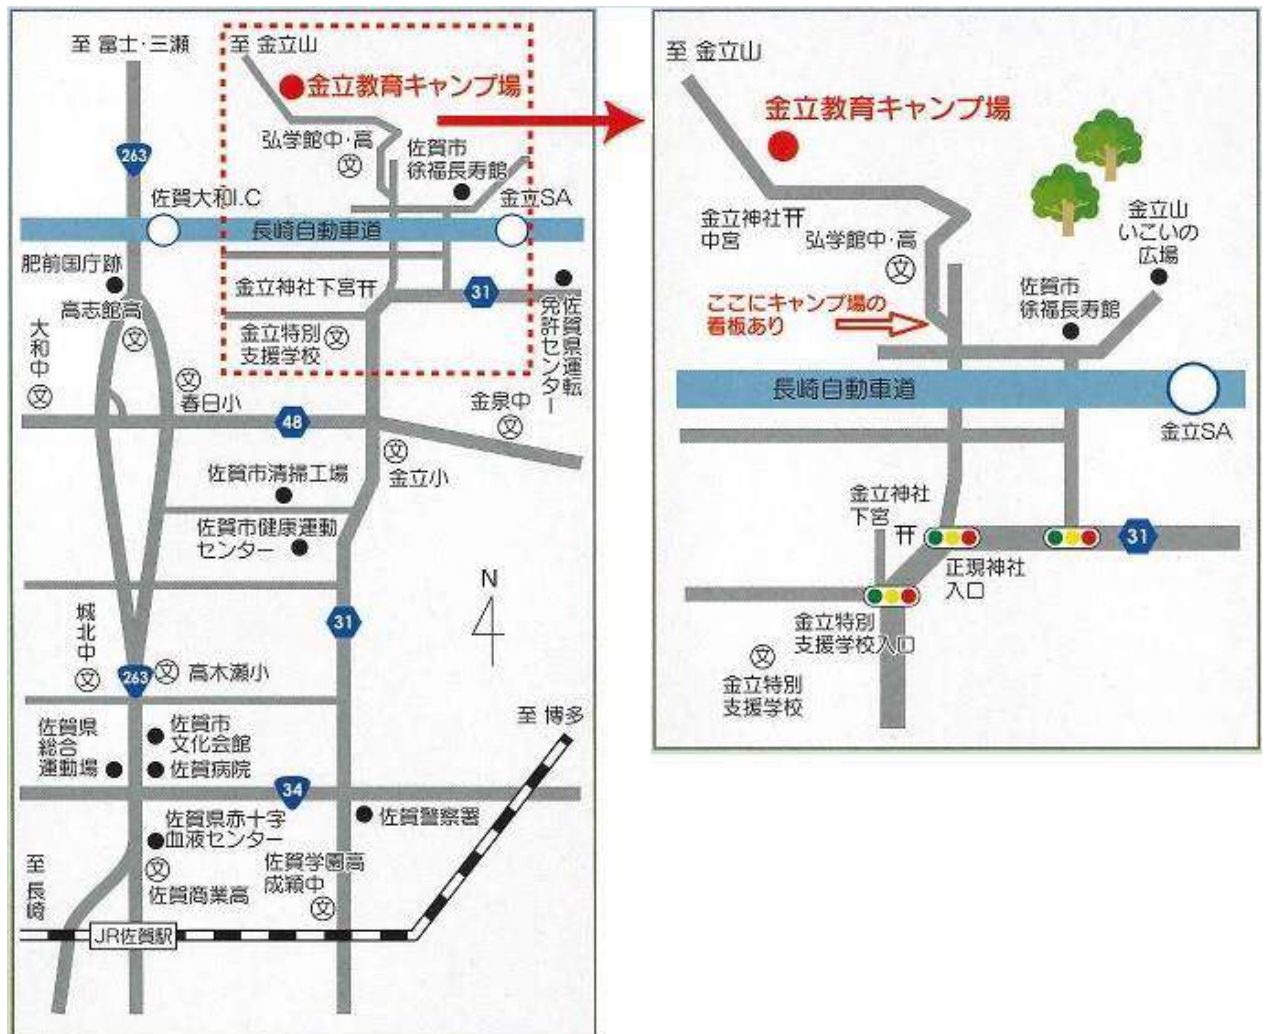 至 富士・三瀬
至 金立山
金立教育キャンプ場
弘学館中・高
文
佐賀市
徐福長寿館
263
佐賀大和I.C
金立SA
長崎自動車道
肥前国庁跡
金立神社下宮
31
高志館高
文
佐賀県運転
免許センター
大和中
文
金立特別
支援学校
文
文
春日小
金泉中
文
48
文
金立小
佐賀市清掃工場
佐賀市健康運動
センター
N
城北中
文
31
263
文
高木瀬小
至 博多
佐賀県
総合
運動場
佐賀市
文化会館
佐賀病院
34
佐賀県赤十字
血液センター
佐賀警察署
至 長崎
文
佐賀商業高
佐賀学園高
成穎中
文
JR佐賀駅
至 金立山
金立教育キャンプ場
金立神社
中宮
弘学館中・高
文
金立山
いこいの
広場
ここにキャンプ場の
看板あり
佐賀市
徐福長寿館
長崎自動車道
金立SA
金立神社
下宮
31
正現神社
入口
金立特別
支援学校入口
文
金立特別
支援学校